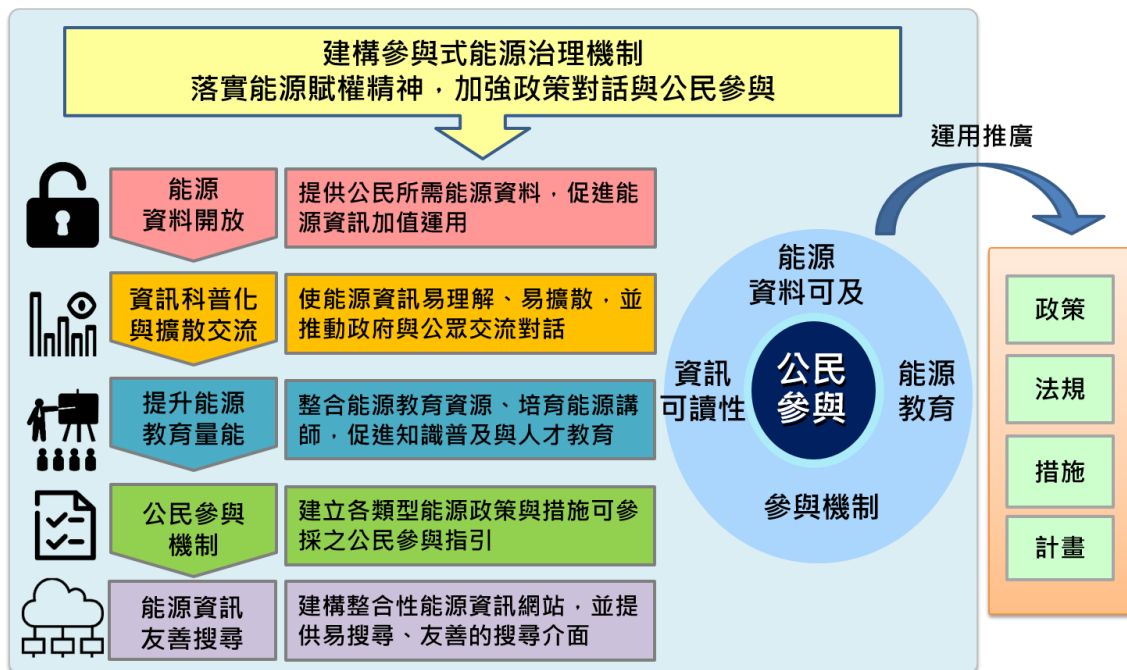 建構參與式能源治理機制
落實能源賦權精神，加強政策對話與公民參與
能源
資料開放
提供公民所需能源資料，促進能
源資訊加值運用
資訊科普化
與擴散交流
使能源資訊易理解、易擴散，並
推動政府與公眾交流對話
提升能源
教育量能
整合能源教育資源、培育能源講
師，促進知識普及與人才教育
公民參與
機制
建立各類型能源政策與措施可參
採之公民參與指引
能源資訊
友善搜尋
建構整合性能源資訊網站，並提
供易搜尋、友善的搜尋介面
能源
資料可及
資訊
可讀性
公民
參與
能源
教育
參與機制
運用推廣
政策
法規
措施
計畫